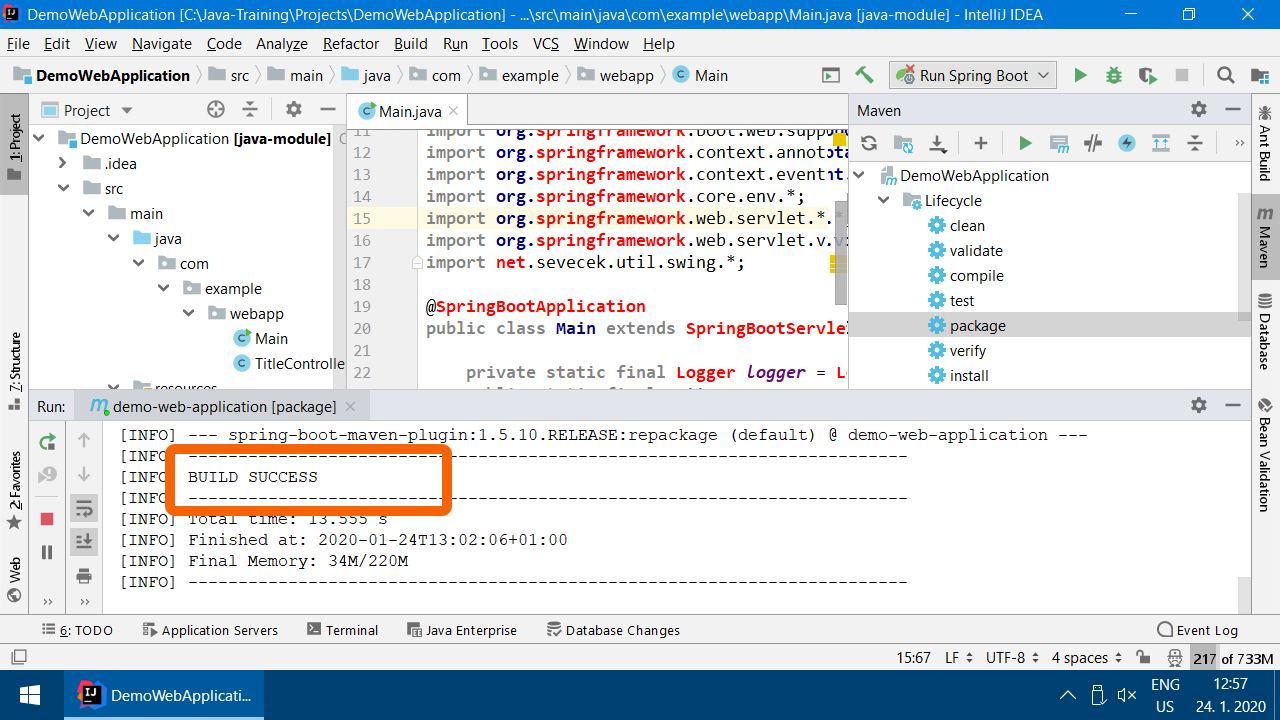 DemoWebApplication [C:\Java-Training\Projects\DemoWebApplication] - ...\src\main\java\com\example\webapp\Main.java [java-module] - IntelliJ IDEA
File Edit View Navigate Code Analyze Refactor Build Run Tools VCS Window Help
DemoWebApplication src main java com example webapp Main Run Spring Boot
1: Project
7: Structure
2: Favorites
Web
Project
DemoWebApplication [java-module]
.idea
src
main
java
com
example
webapp
Main
TitleControlle
resources
Main.java
11 import org.springframework.boot.web.suppo
12 import org.springframework.context.annota
13 import org.springframework.context.event.
14 import org.springframework.core.env.*;
15 import org.springframework.web.servlet.*.
16 import org.springframework.web.servlet.v
17 import net.sevecek.util.swing.*;
18
19 @SpringBootApplication
20 public class Main extends SpringBootServle
21
22 private static final Logger logger = L
Maven
DemoWebApplication
Lifecycle
clean
validate
compile
test
package
verify
install
Ant Build
Maven
Database
Bean Validation
Run: demo-web-application [package]
[INFO] --- spring-boot-maven-plugin:1.5.10.RELEASE:repackage (default) @ demo-web-application ---
[INFO ------------------------------------------------------------------------
[INFO BUILD SUCCESS
[INFO ------------------------------------------------------------------------
[INFO] Total time: 13.555 s
[INFO] Finished at: 2020-01-24T13:02:06+01:00
[INFO] Final Memory: 34M/220M
[INFO] ------------------------------------------------------------------------
6: TODO Application Servers Terminal Java Enterprise Database Changes Event Log
15:67 LF UTF-8 4 spaces 217 of 733M
DemoWebApplicati...
ENG
US
12:57
24. 1. 2020